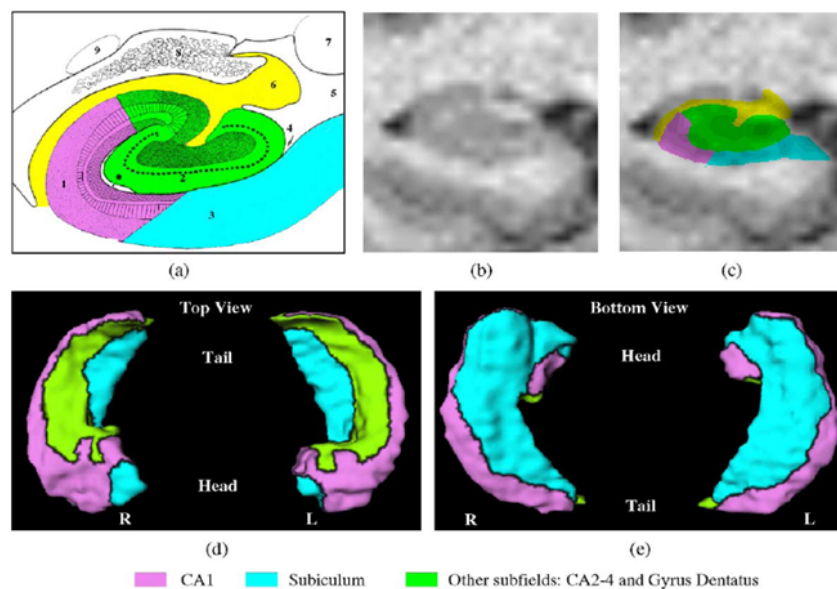 9
8
7
6
5
4
1
2
3
(a)
(b)
(c)
Top View
Tail
Head
R
L
(d)
Bottom View
Head
Tail
R
L
(e)
CA1
Subiculum
Other subfields: CA2-4 and Gyrus Dentatus